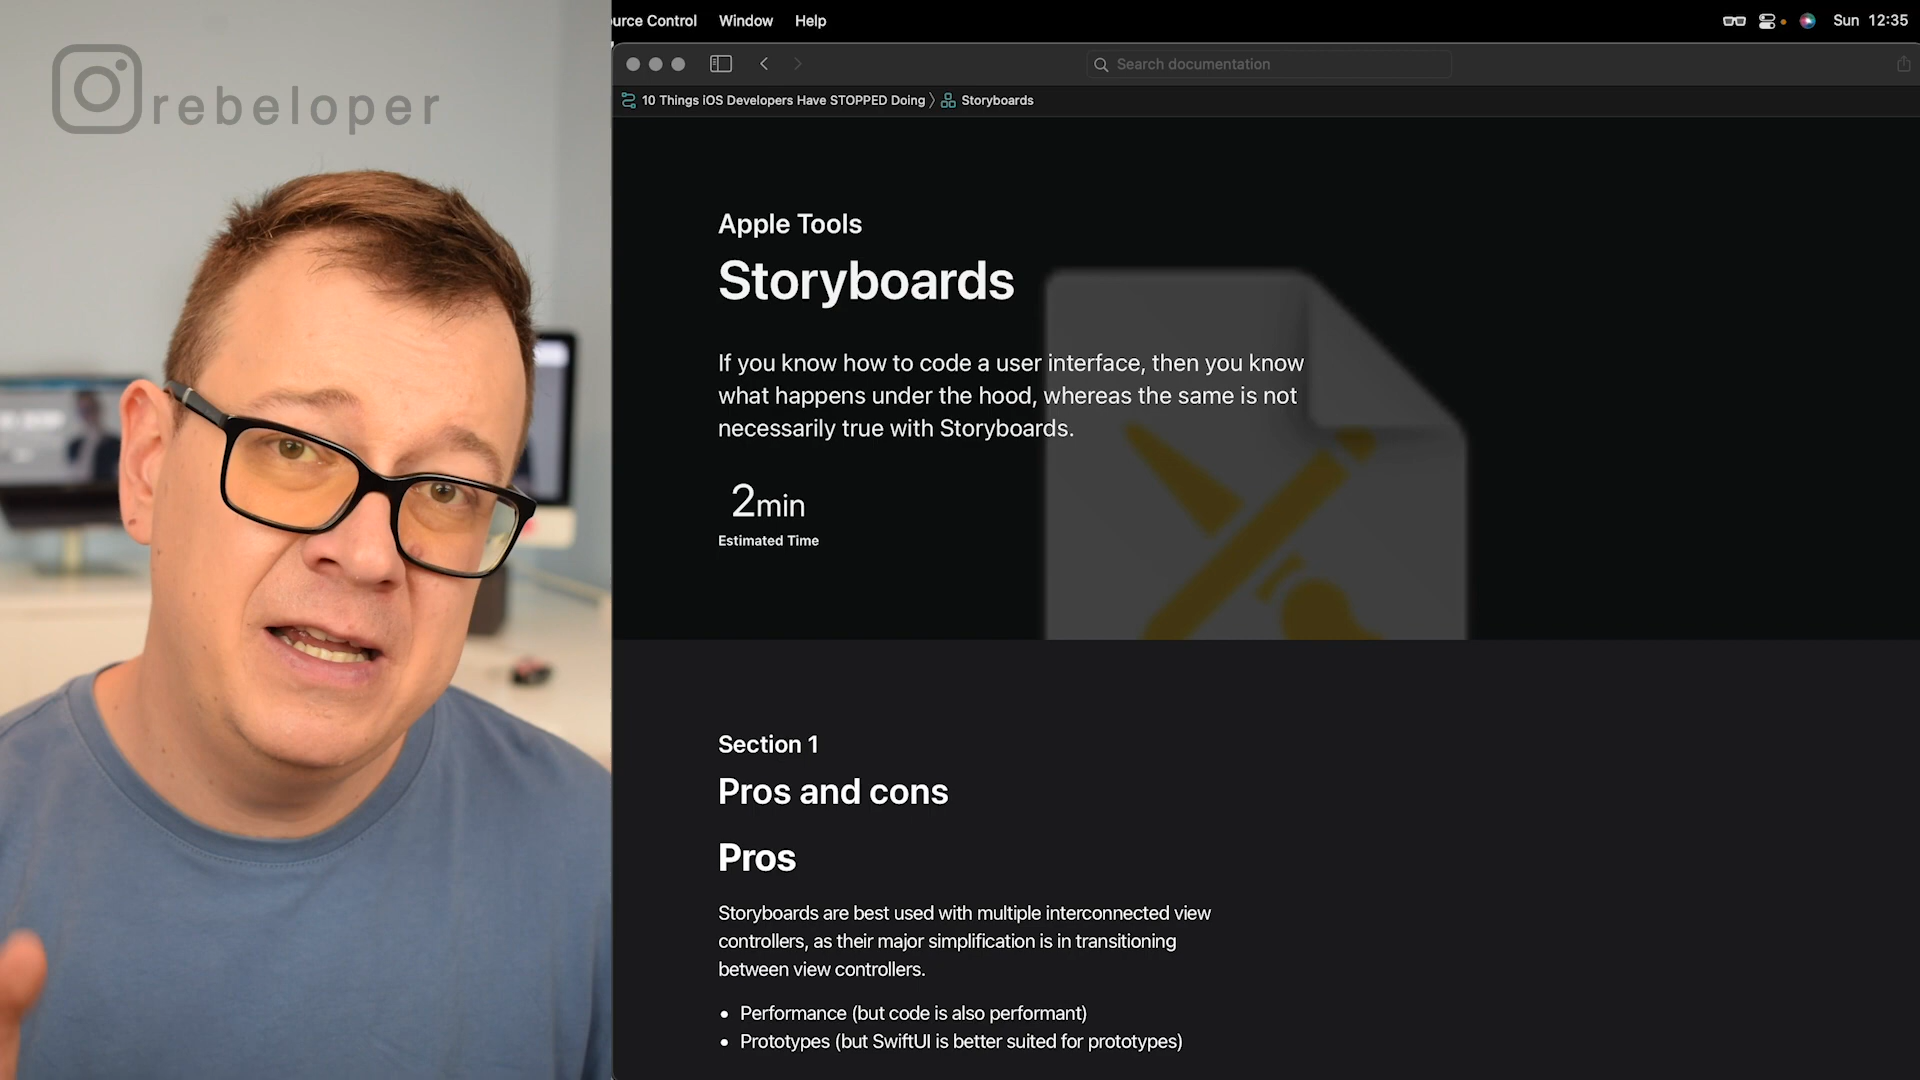 rebeloper
urce Control Window Help
Sun 12:35
Search documentation
10 Things iOS Developers Have STOPPED Doing Storyboards
Apple Tools
Storyboards
If you know how to code a user interface, then you know
what happens under the hood, whereas the same is not
necessarily true with Storyboards.
2min
Estimated Time
Section 1
Pros and cons
Pros
Storyboards are best used with multiple interconnected view
controllers, as their major simplification is in transitioning
between view controllers.
• Performance (but code is also performant)
• Prototypes (but SwiftUI is better suited for prototypes)